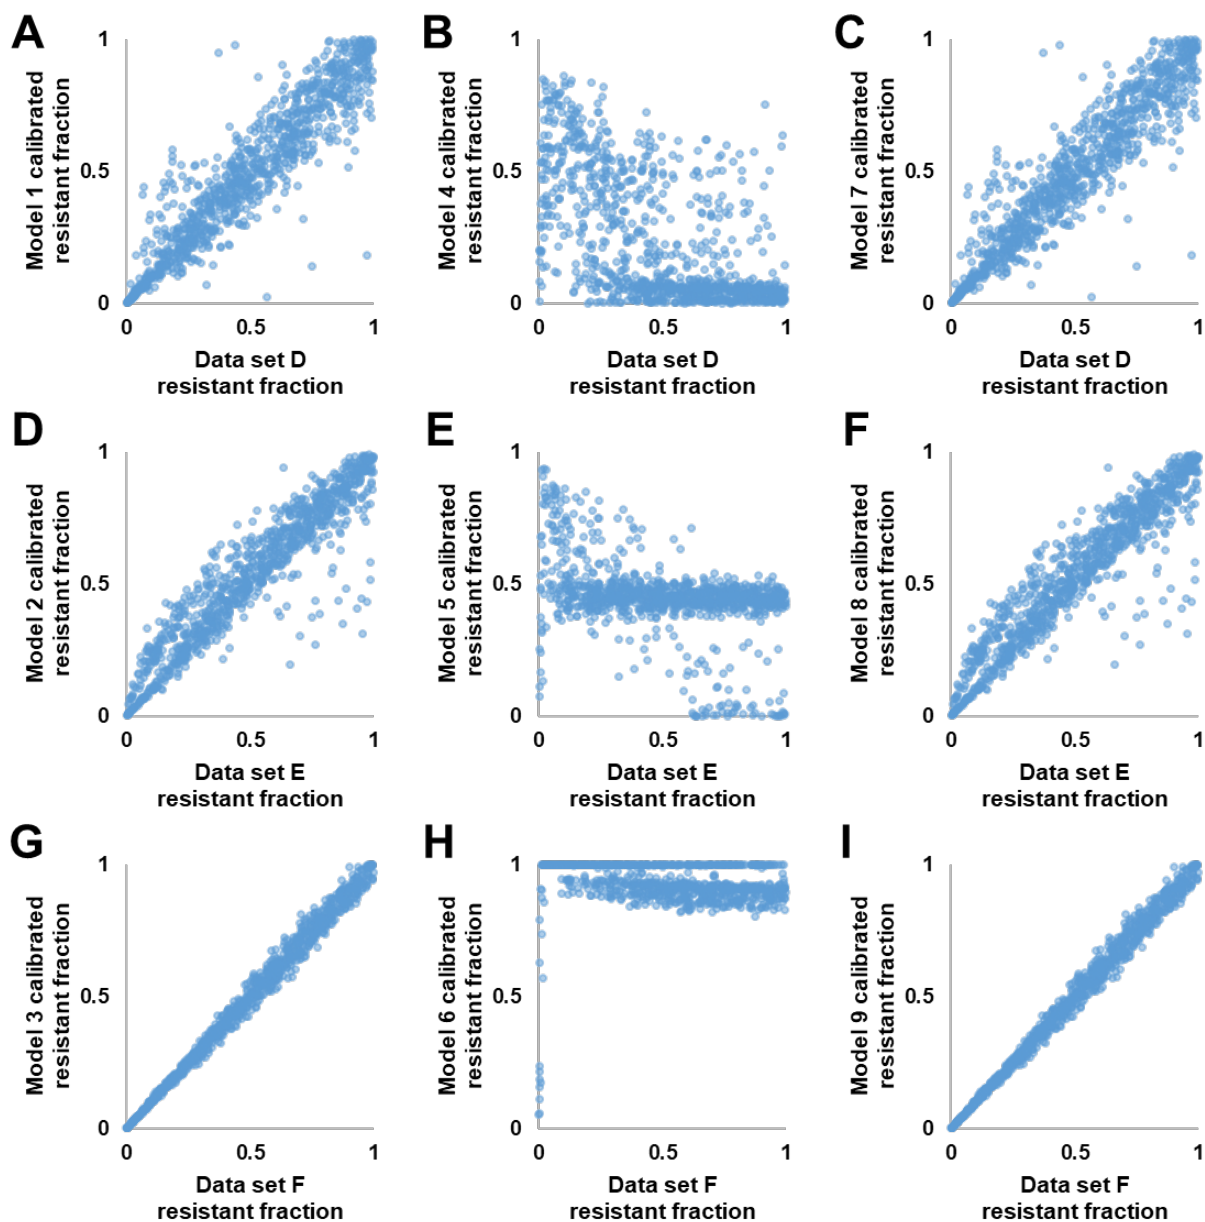 A
Model 1 calibrated
resistant fraction
1
0.5
0
0
0.5
1
Data set D
resistant fraction
B
Model 4 calibrated
resistant fraction
1
0.5
0
0
0.5
1
Data set D
resistant fraction
C
Model 7 calibrated
resistant fraction
1
0.5
0
0
0.5
1
Data set D
resistant fraction
D
Model 2 calibrated
resistant fraction
1
0.5
0
0
0.5
1
Data set E
resistant fraction
E
Model 5 calibrated
resistant fraction
1
0.5
0
0
0.5
1
Data set E
resistant fraction
F
Model 8 calibrated
resistant fraction
1
0.5
0
0
0.5
1
Data set E
resistant fraction
G
Model 3 calibrated
resistant fraction
1
0.5
0
0
0.5
1
Data set F
resistant fraction
H
Model 6 calibrated
resistant fraction
1
0.5
0
0
0.5
1
Data set F
resistant fraction
I
Model 9 calibrated
resistant fraction
1
0.5
0
0
0.5
1
Data set F
resistant fraction